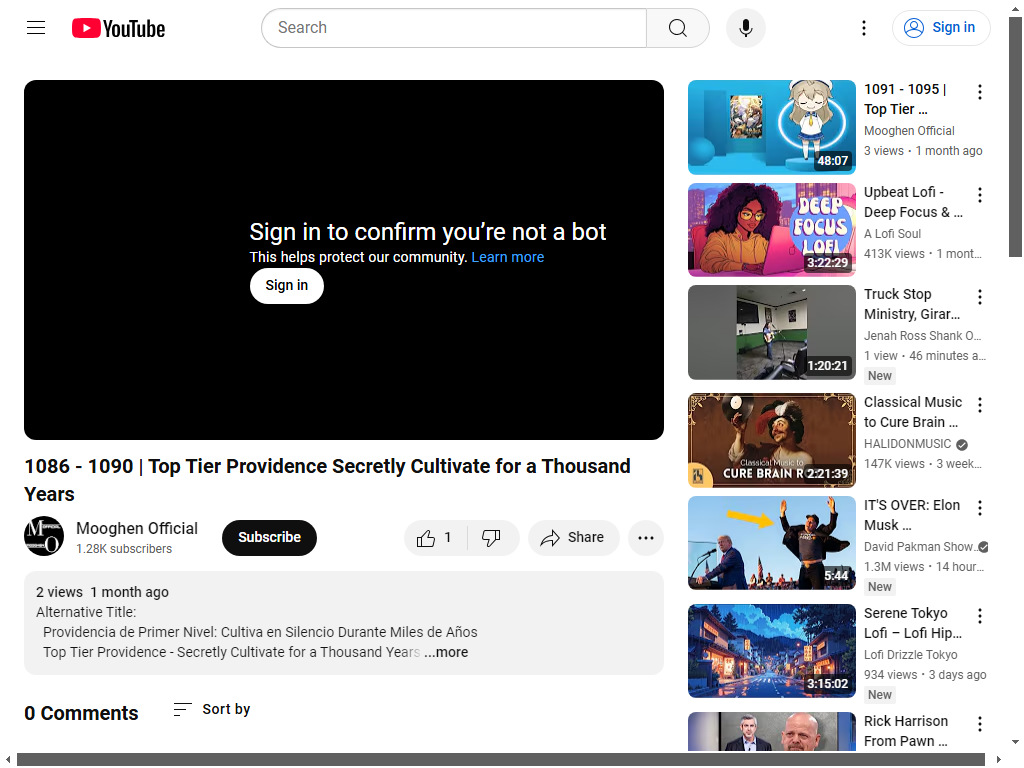 YouTube
Search
Sign in
Sign in to confirm you're not a bot
This helps protect our community. Learn more
Sign in
1086 - 1090 | Top Tier Providence Secretly Cultivate for a Thousand
Years
Mooghen Official
1.28K subscribers
Subscribe
1
Share
2 views 1 month ago
Alternative Title:
Providencia de Primer Nivel: Cultiva en Silencio Durante Miles de Años
Top Tier Providence - Secretly Cultivate for a Thousand Years ...more
0 Comments
Sort by
48:07
1091 - 1095 |
Top Tier ...
Mooghen Official
3 views • 1 month ago
DEEP
FOCUS
LOFI
3:22:29
Upbeat Lofi -
Deep Focus & ...
A Lofi Soul
413K views • 1 mont...
1:20:21
Truck Stop
Ministry, Girar...
Jenah Ross Shank O...
1 view • 46 minutes a...
New
Classical Music to
CURE BRAIN R
2:21:39
Classical Music
to Cure Brain ...
HALIDONMUSIC
147K views • 3 week...
5:44
IT'S OVER: Elon
Musk ...
David Pakman Show
1.3M views • 14 hour...
New
3:15:02
Serene Tokyo
Lofi – Lofi Hip...
Lofi Drizzle Tokyo
934 views • 3 days ago
New
Rick Harrison
From Pawn ...